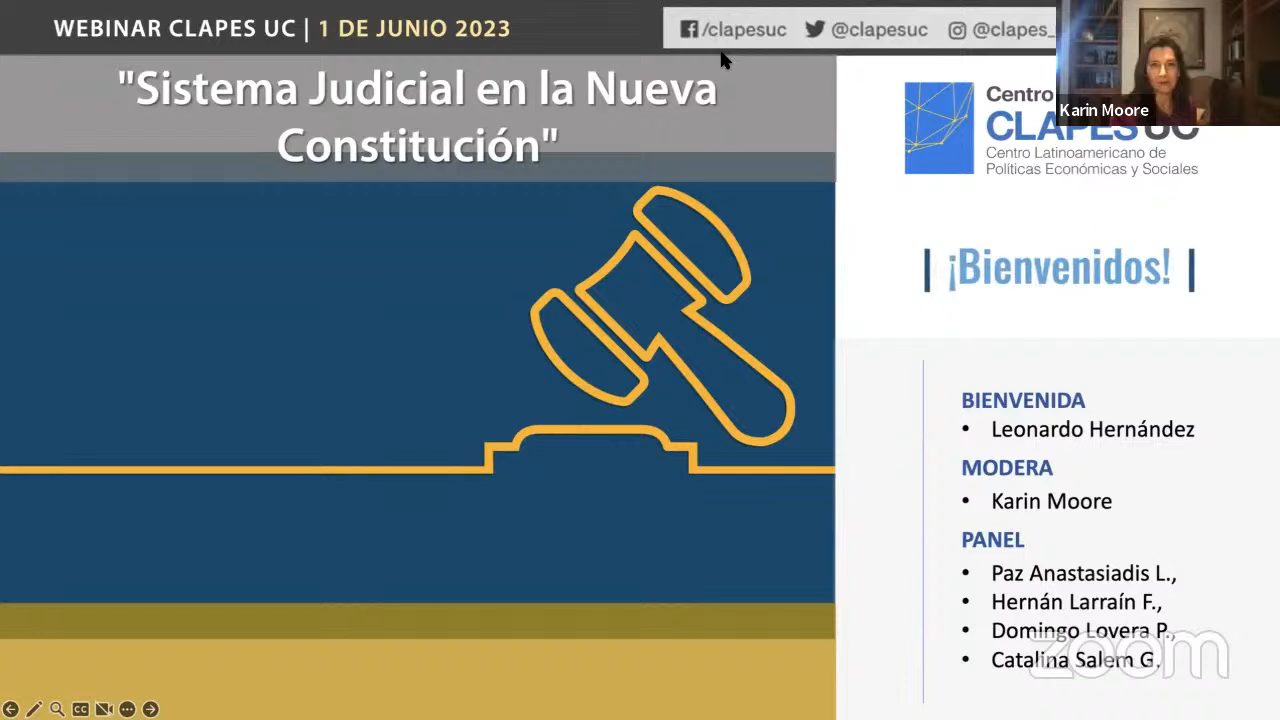 WEBINAR CLAPES UC | 1 DE JUNIO 2023
/clapesuc @clapesuc @clapes_
"Sistema Judicial en la Nueva
Constitución"
Karin Moore
Centro
CLAPES UC
Centro Latinoamericano de
Políticas Económicas y Sociales
| ¡Bienvenidos! |
BIENVENIDA
• Leonardo Hernández
MODERA
• Karin Moore
PANEL
• Paz Anastasiadis L.,
• Hernán Larraín F.,
• Domingo Lovera P.,
• Catalina Salem G.
zoom
CC